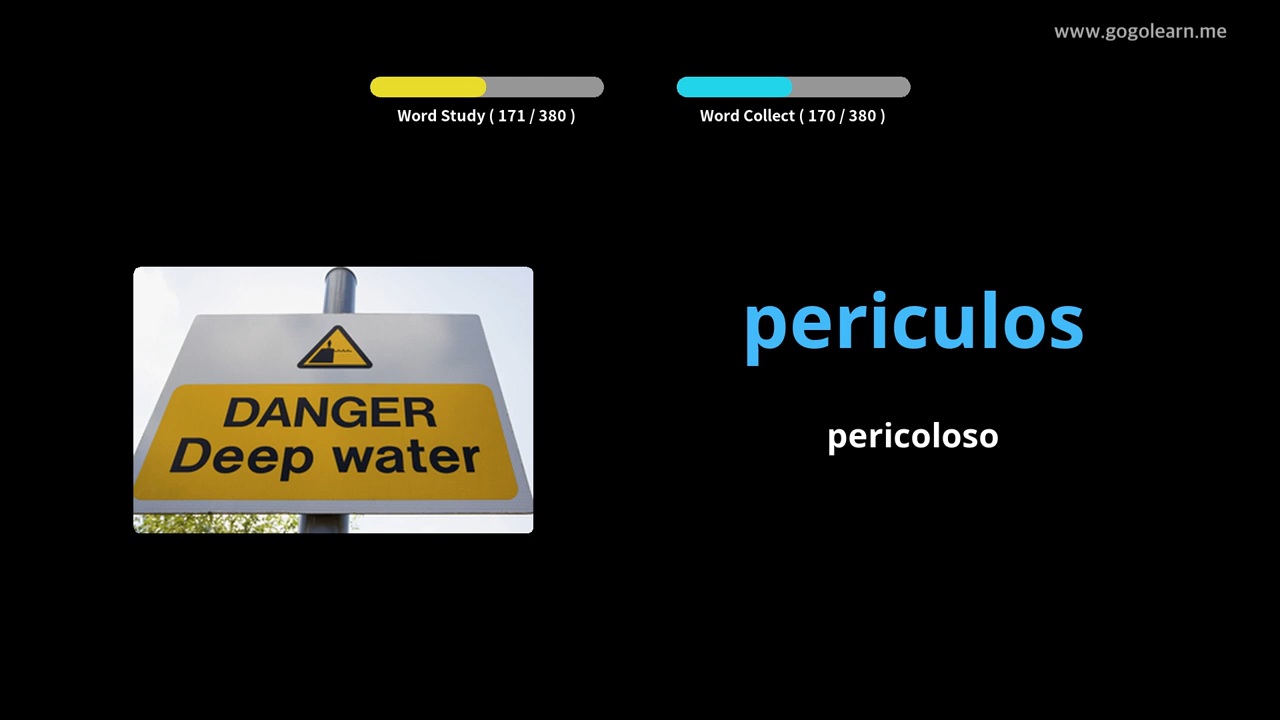 www.gogolearn.me
Word Study ( 171 / 380 )
Word Collect ( 170 / 380 )
DANGER
Deep water
periculos
pericoloso